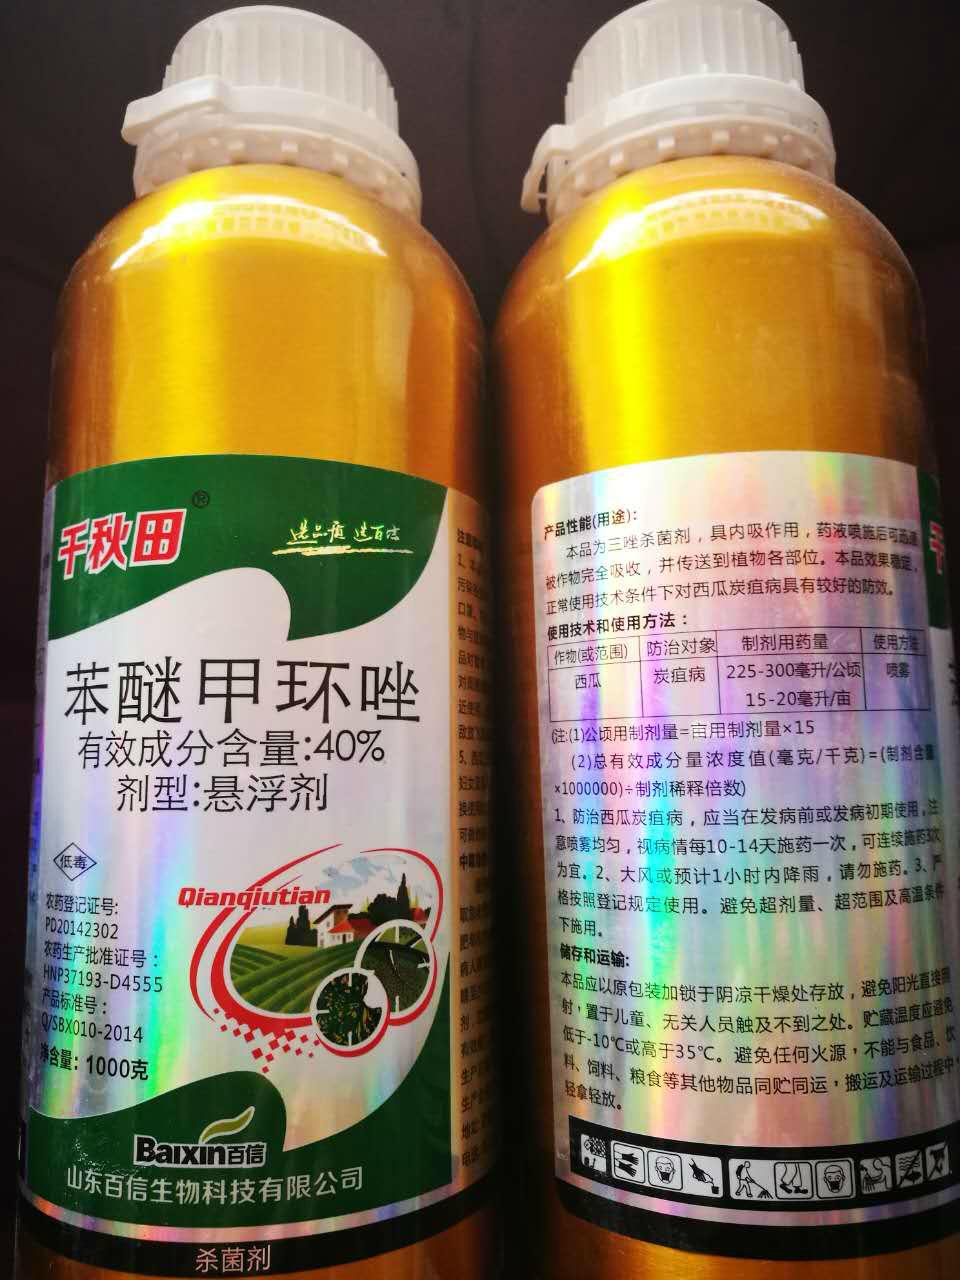 千秋田®
选品质 选百信
苯醚甲环唑
有效成分含量:40%
剂型:悬浮剂
低毒
农药登记证号:
PD20142302
农药生产批准证号：
HNP37193-D4555
产品标准号：
Q/SBX010-2014
净含量: 1000克
Qianqiutian
Baixin百信
山东百信生物科技有限公司
杀菌剂
产品性能(用途):
本品为三唑杀菌剂，具内吸作用，药液喷施后可迅速
被作物完全吸收，并传送到植物各部位。本品效果稳定，
正常使用技术条件下对西瓜炭疽病具有较好的防效。
使用技术和使用方法：
作物(或范围) 防治对象 制剂用药量 使用方法
西瓜 炭疽病 225-300毫升/公顷 喷雾
15-20毫升/亩
(注:(1)公顷用制剂量=亩用制剂量×15
(2)总有效成分量浓度值(毫克/千克)=(制剂含量
×1000000)÷制剂稀释倍数)
1、防治西瓜炭疽病，应当在发病前或发病初期使用，注
意喷雾均匀，视病情每10-14天施药一次，可连续施药3次
为宜。2、大风或预计1小时内降雨，请勿施药。3、严
格按照登记规定使用。避免超剂量、超范围及高温条件
下施用。
储存和运输:
本品应以原包装加锁于阴凉干燥处存放，避免阳光直接照
射，置于儿童、无关人员触及不到之处。贮藏温度应避免
低于-10℃或高于35℃。避免任何火源，不能与食品、饮
料、饲料、粮食等其他物品同贮同运，搬运及运输过程中，
轻拿轻放。